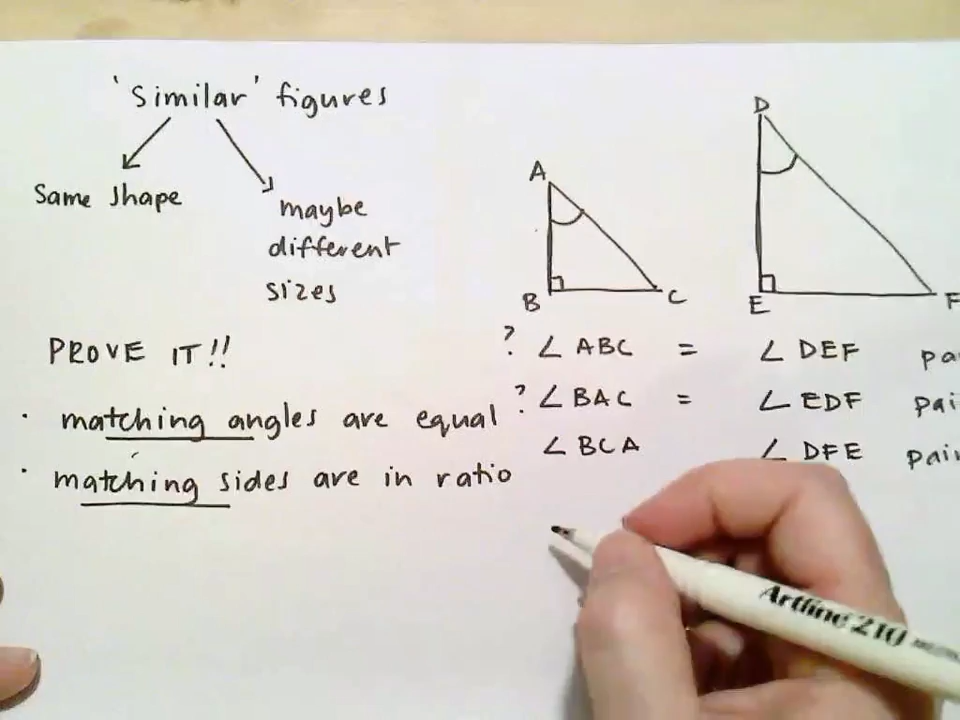 'Similar' figures
Same shape
maybe
different
sizes
PROVE IT!!
· matching angles are equal
· matching sides are in ratio
A
B
C
D
E
F
? ∠ ABC = ∠ DEF
? ∠ BAC = ∠ EDF
∠ BCA ∠ DFE
Artline 210